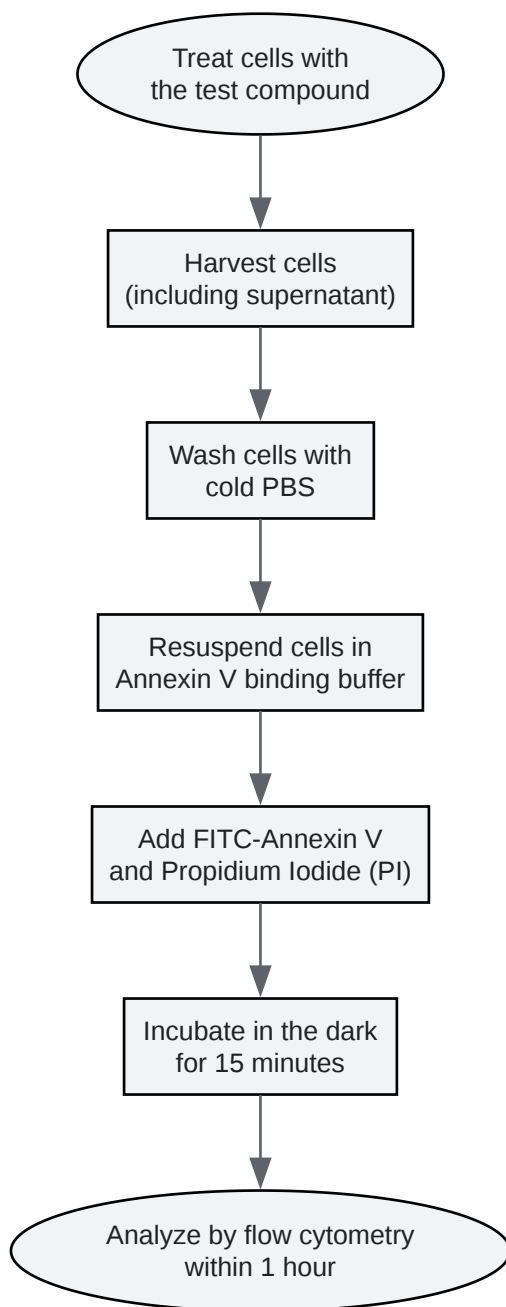 Treat cells with
the test compound
Harvest cells
(including supernatant)
Wash cells with
cold PBS
Resuspend cells in
Annexin V binding buffer
Add FITC-Annexin V
and Propidium Iodide (PI)
Incubate in the dark
for 15 minutes
Analyze by flow cytometry
within 1 hour